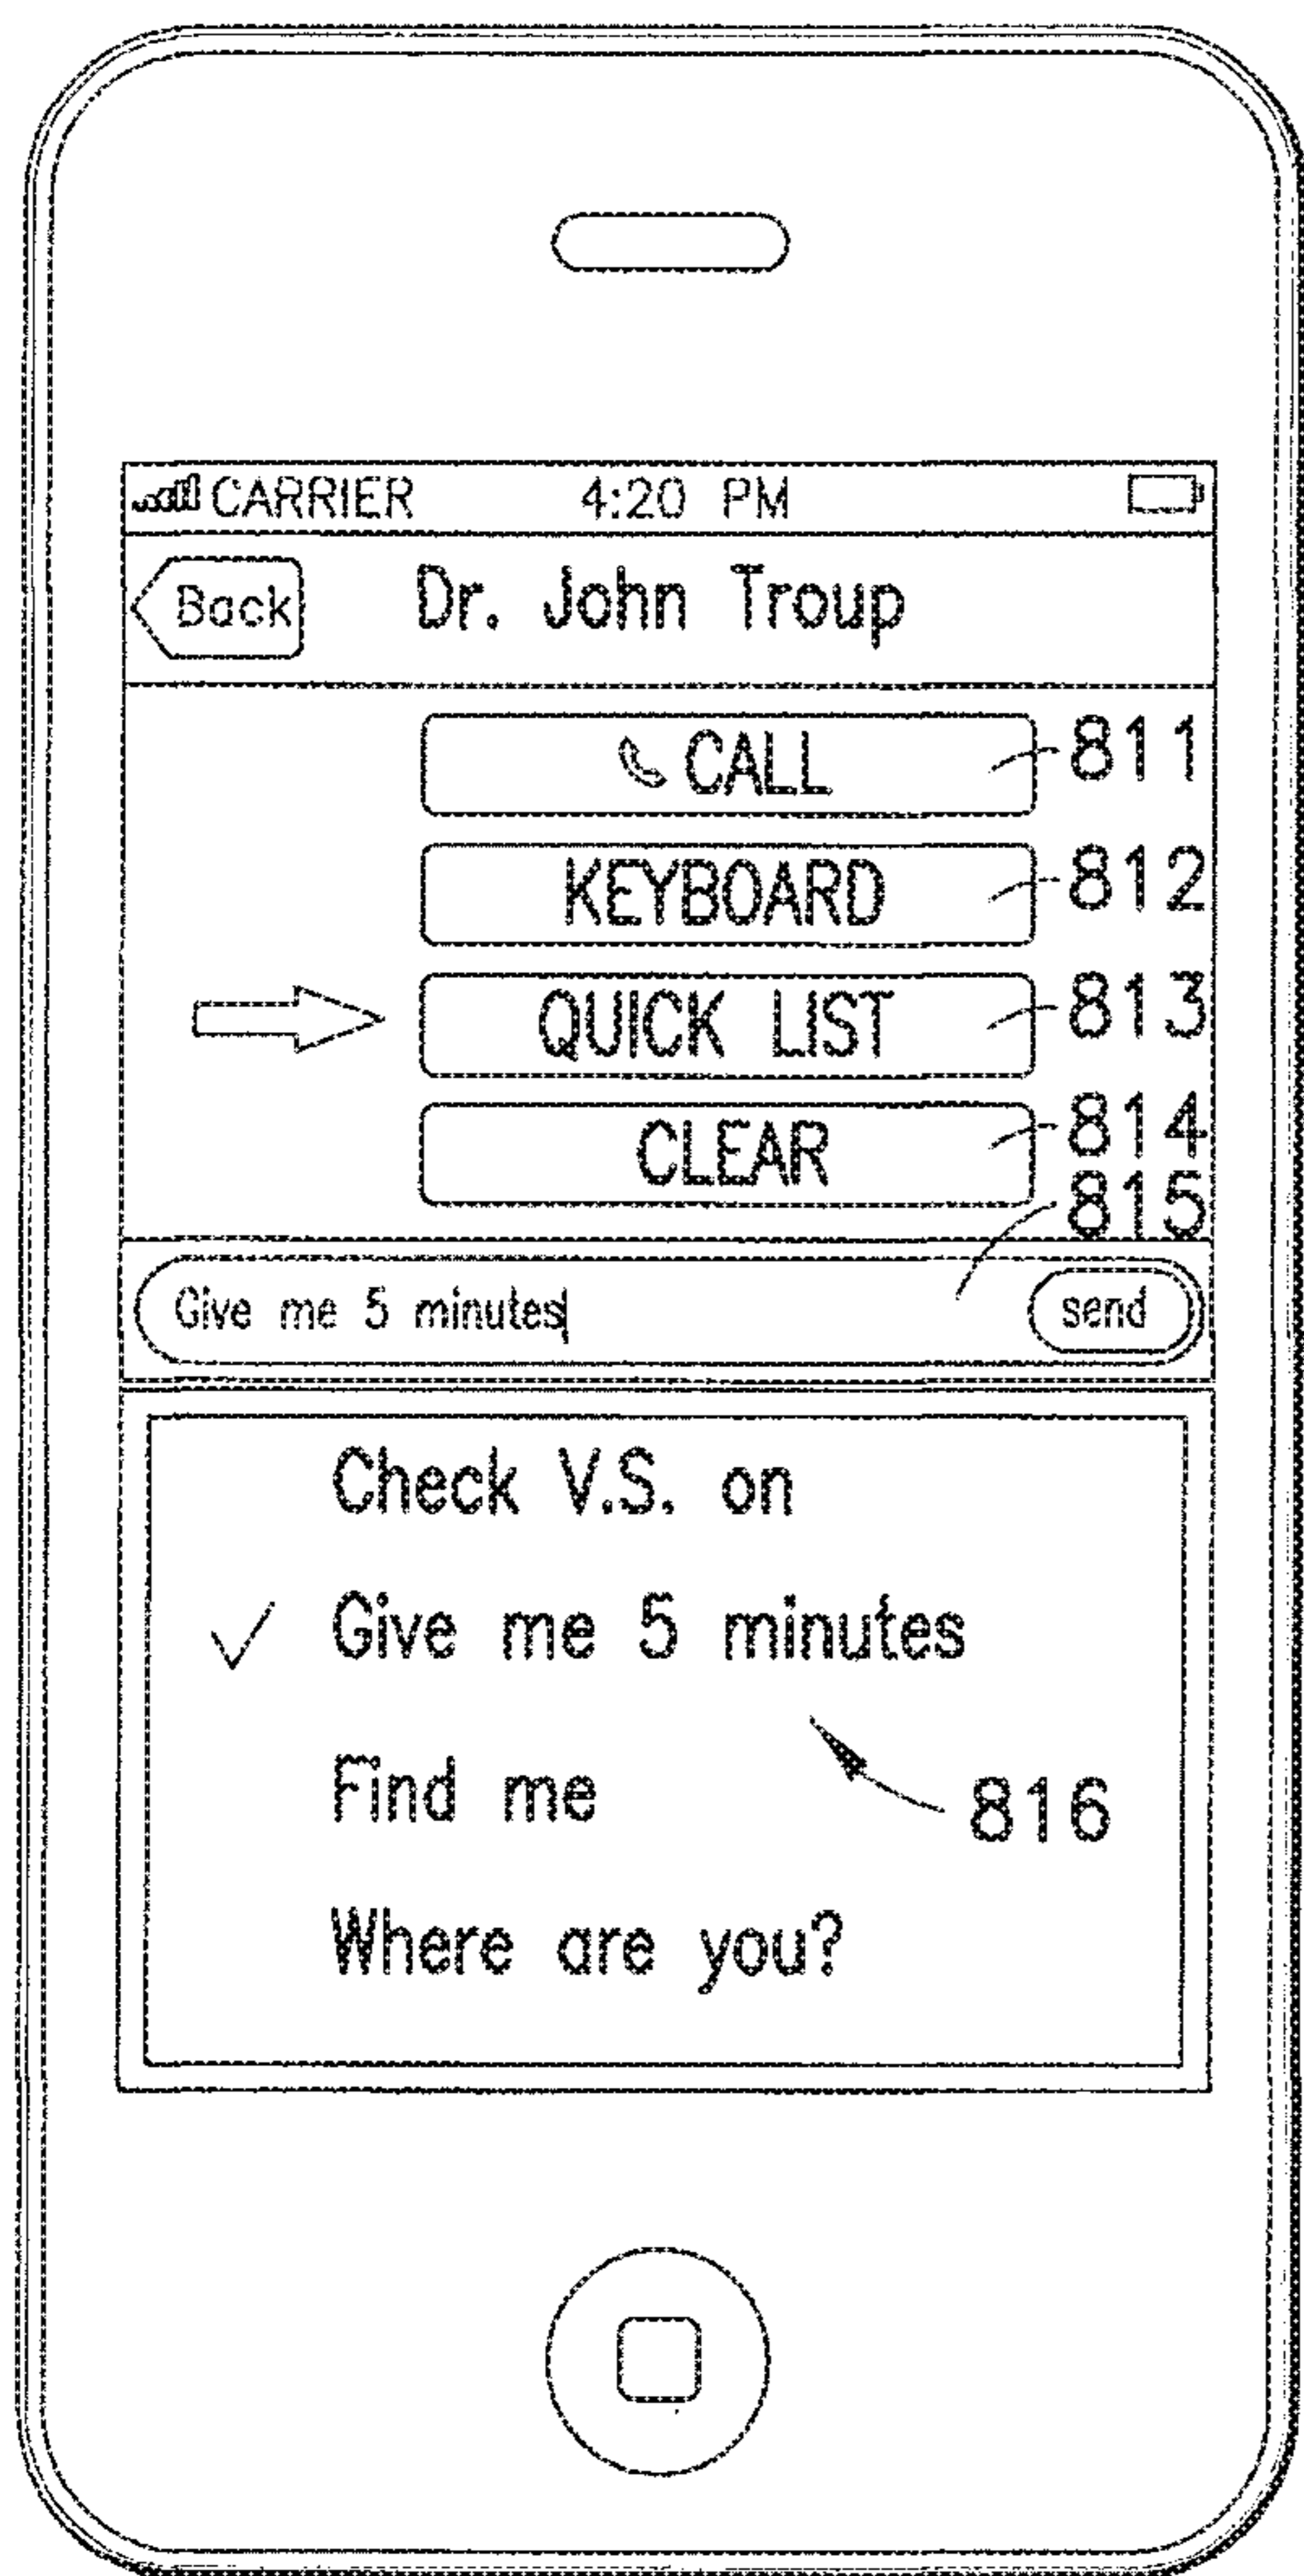 CARRIER 4:20 PM
Back Dr. John Troup
CALL 811
KEYBOARD 812
QUICK LIST 813
CLEAR 814
815
Give me 5 minutes send
Check V.S. on
Give me 5 minutes
Find me 816
Where are you?